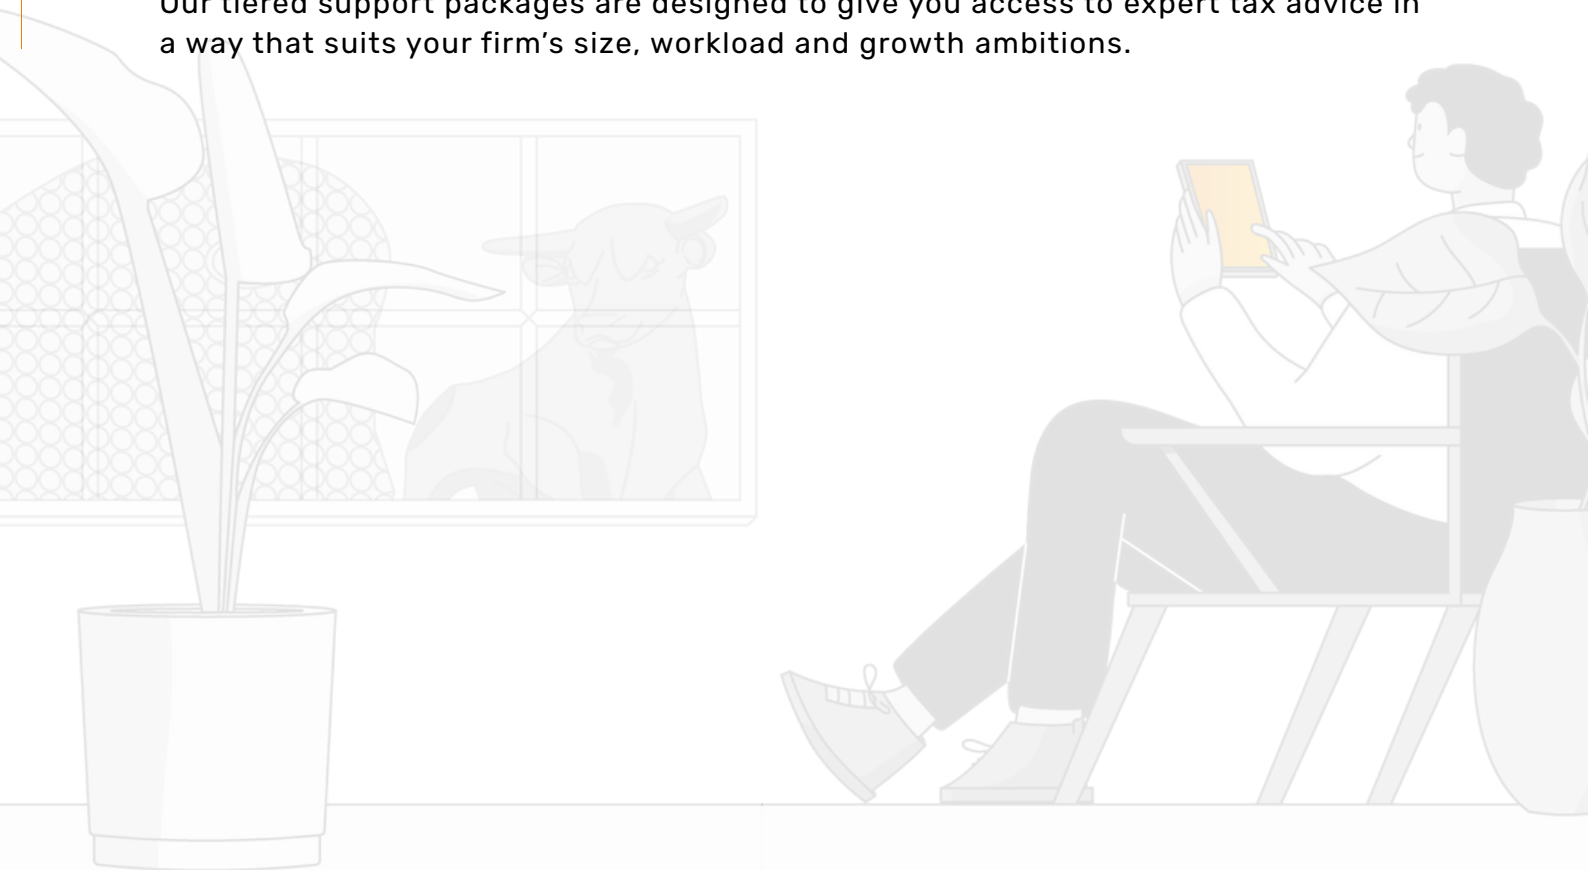 Our tiered support packages are designed to give you access to expert tax advice in
a way that suits your firm’s size, workload and growth ambitions.